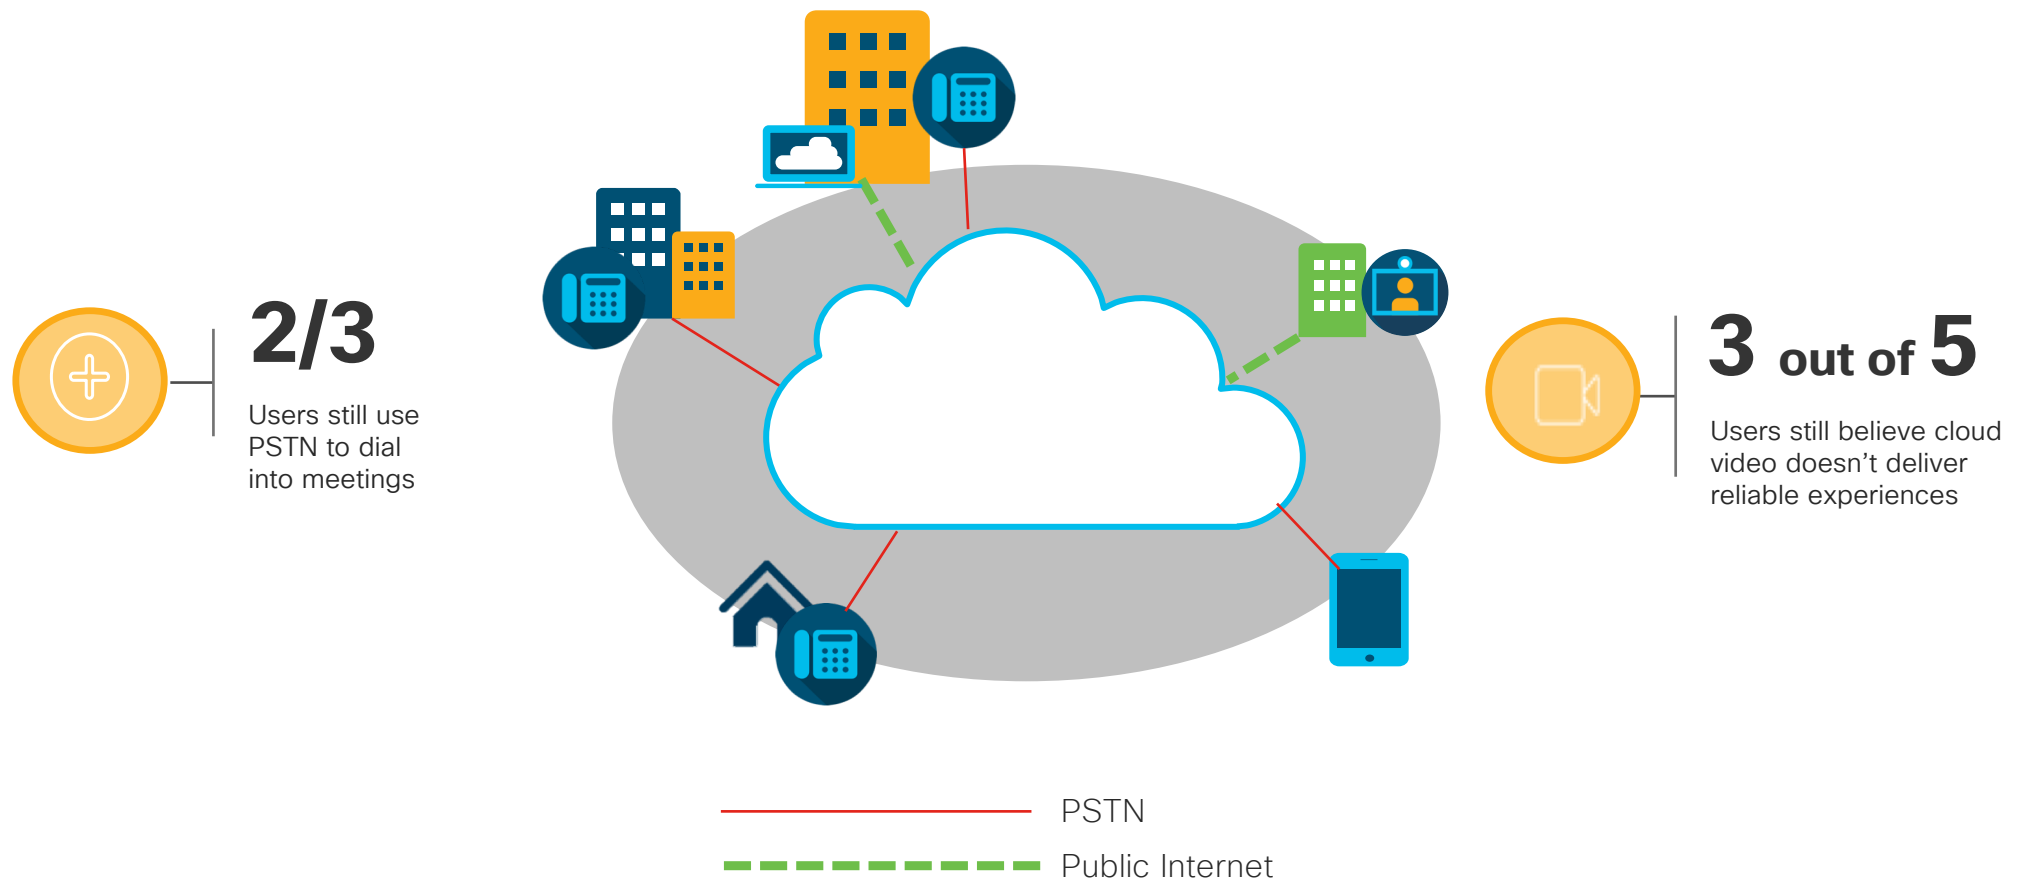 2/3
Users still use
PSTN to dial
into meetings
3 out of 5
Users still believe cloud
video doesn’t deliver
reliable experiences
PSTN
Public Internet